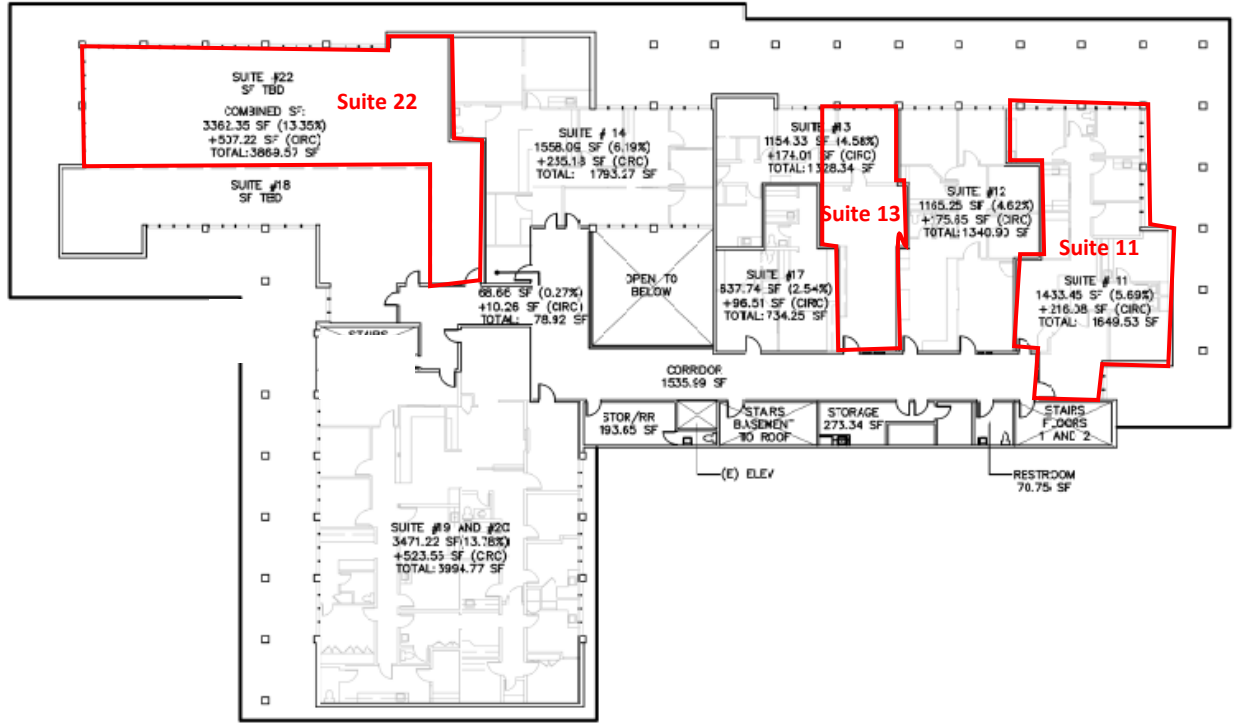 SUITE #22
SF TBD
COMBINED SF:
3362.35 SF (13.35%)
+507.22 SF (CIRC)
TOTAL: 3869.57 SF
Suite 22
SUITE #18
SF TBD
SUITE # 14
1558.09 SF (6.19%)
+235.18 SF (CIRC)
TOTAL: 1793.27 SF
SUITE #13
1154.33 SF (4.58%)
+174.01 SF (CIRC)
TOTAL: 1328.34 SF
Suite 13
SUITE #12
1165.25 SF (4.62%)
+175.65 SF (CIRC)
TOTAL: 1340.90 SF
Suite 11
SUITE # 11
1433.45 SF (5.69%)
+216.08 SF (CIRC)
TOTAL: 1649.53 SF
68.66 SF (0.27%)
+10.26 SF (CIRC)
TOTAL: 78.92 SF
OPEN TO
BELOW
SUITE #17
637.74 SF (2.54%)
+96.51 SF (CIRC)
TOTAL: 734.25 SF
STAIRS
CORRIDOR
1535.99 SF
STOR/RR
193.65 SF
STAIRS
BASEMENT
TO ROOF
STORAGE
273.34 SF
STAIRS
FLOORS
1 AND 2
(E) ELEV
RESTROOM
70.75 SF
SUITE #19 AND #20
3471.22 SF (13.78%)
+523.55 SF (CIRC)
TOTAL: 3994.77 SF